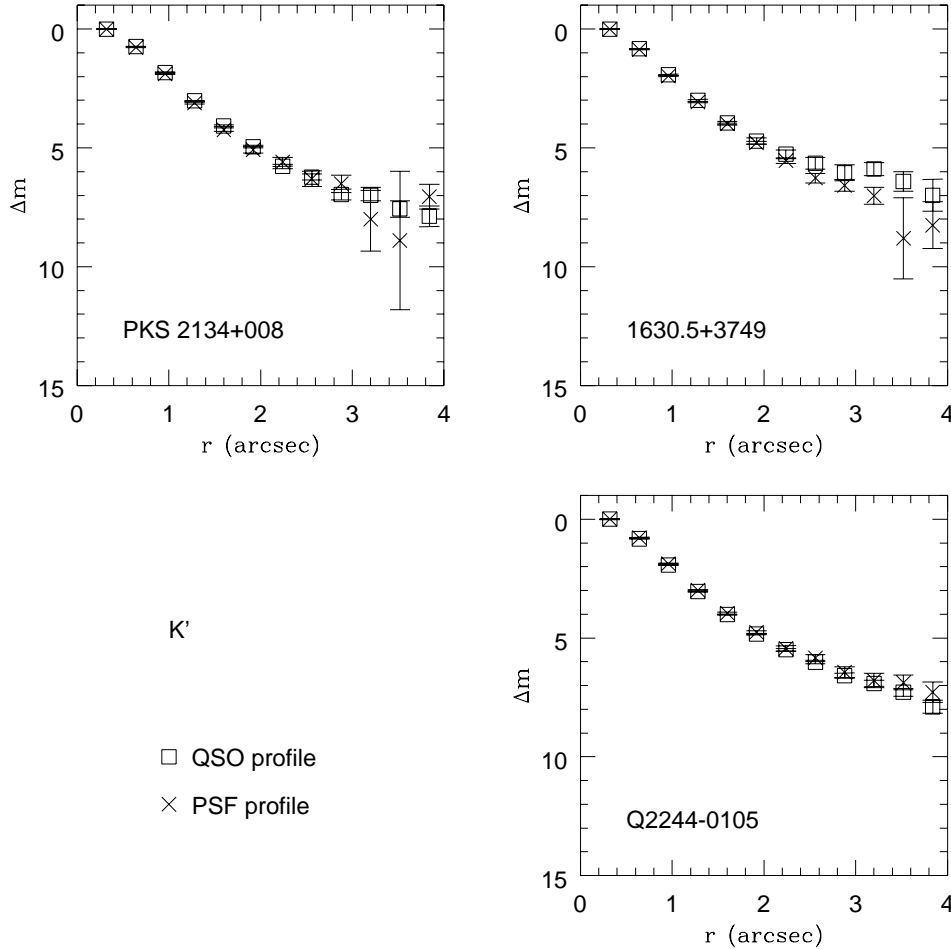 0
5
10
15
Δm
PKS 2134+008
0 1 2 3 4
r (arcsec)
0
5
10
15
Δm
1630.5+3749
0 1 2 3 4
r (arcsec)
K'
QSO profile
PSF profile
0
5
10
15
Δm
Q2244-0105
0 1 2 3 4
r (arcsec)